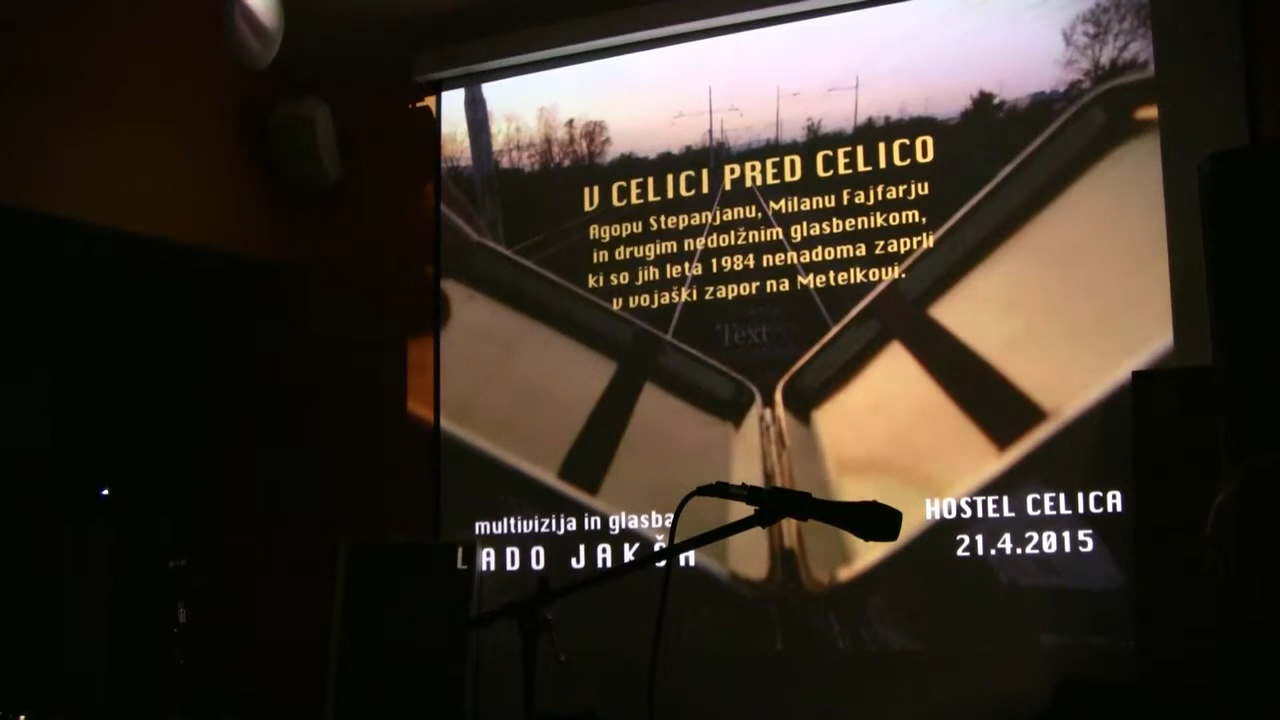 V CELICI PRED CELICO
Agopu Stepanjanu, Milanu Fajfarju
in drugim nedolžnim glasbenikom,
ki so jih leta 1984 nenadoma zaprli
v vojaški zapor na Metelkovi.
Text
multivizija in glasba
LADO JAKŠA
HOSTEL CELICA
21.4.2015